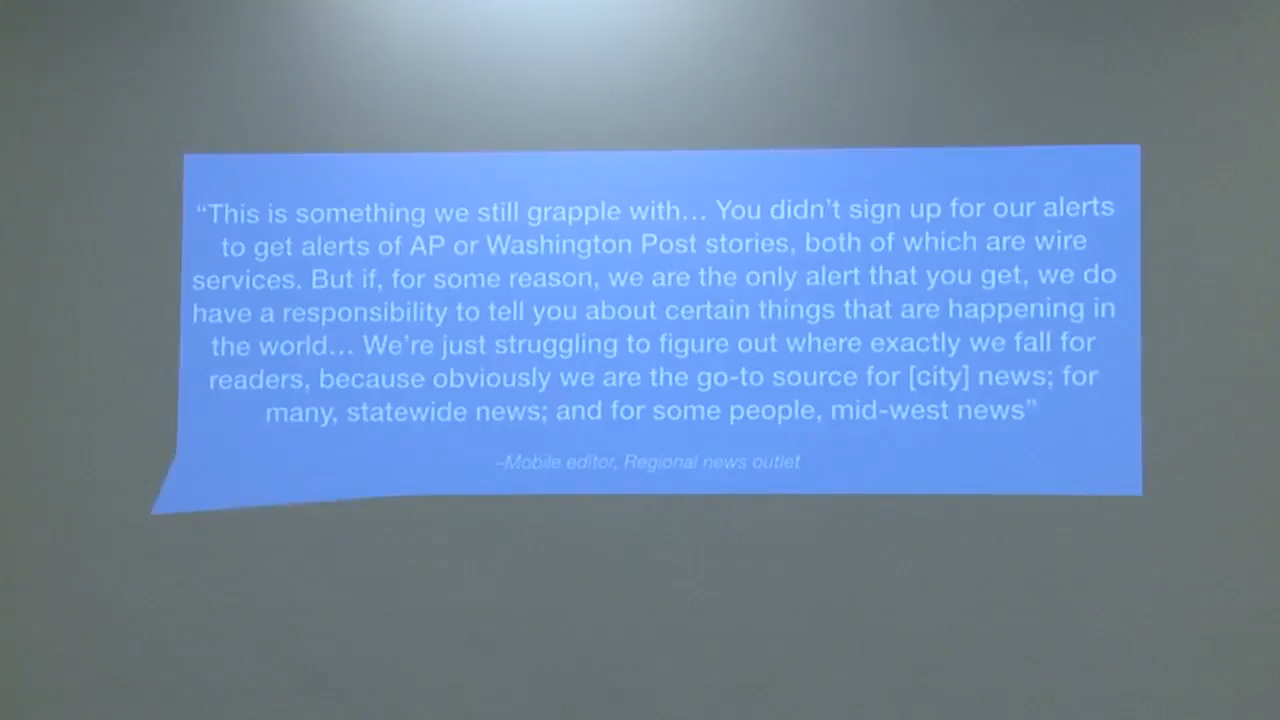 “This is something we still grapple with… You didn’t sign up for our alerts
to get alerts of AP or Washington Post stories, both of which are wire
services. But if, for some reason, we are the only alert that you get, we do
have a responsibility to tell you about certain things that are happening in
the world… We’re just struggling to figure out where exactly we fall for
readers, because obviously we are the go-to source for [city] news; for
many, statewide news; and for some people, mid-west news”
–Mobile editor, Regional news outlet